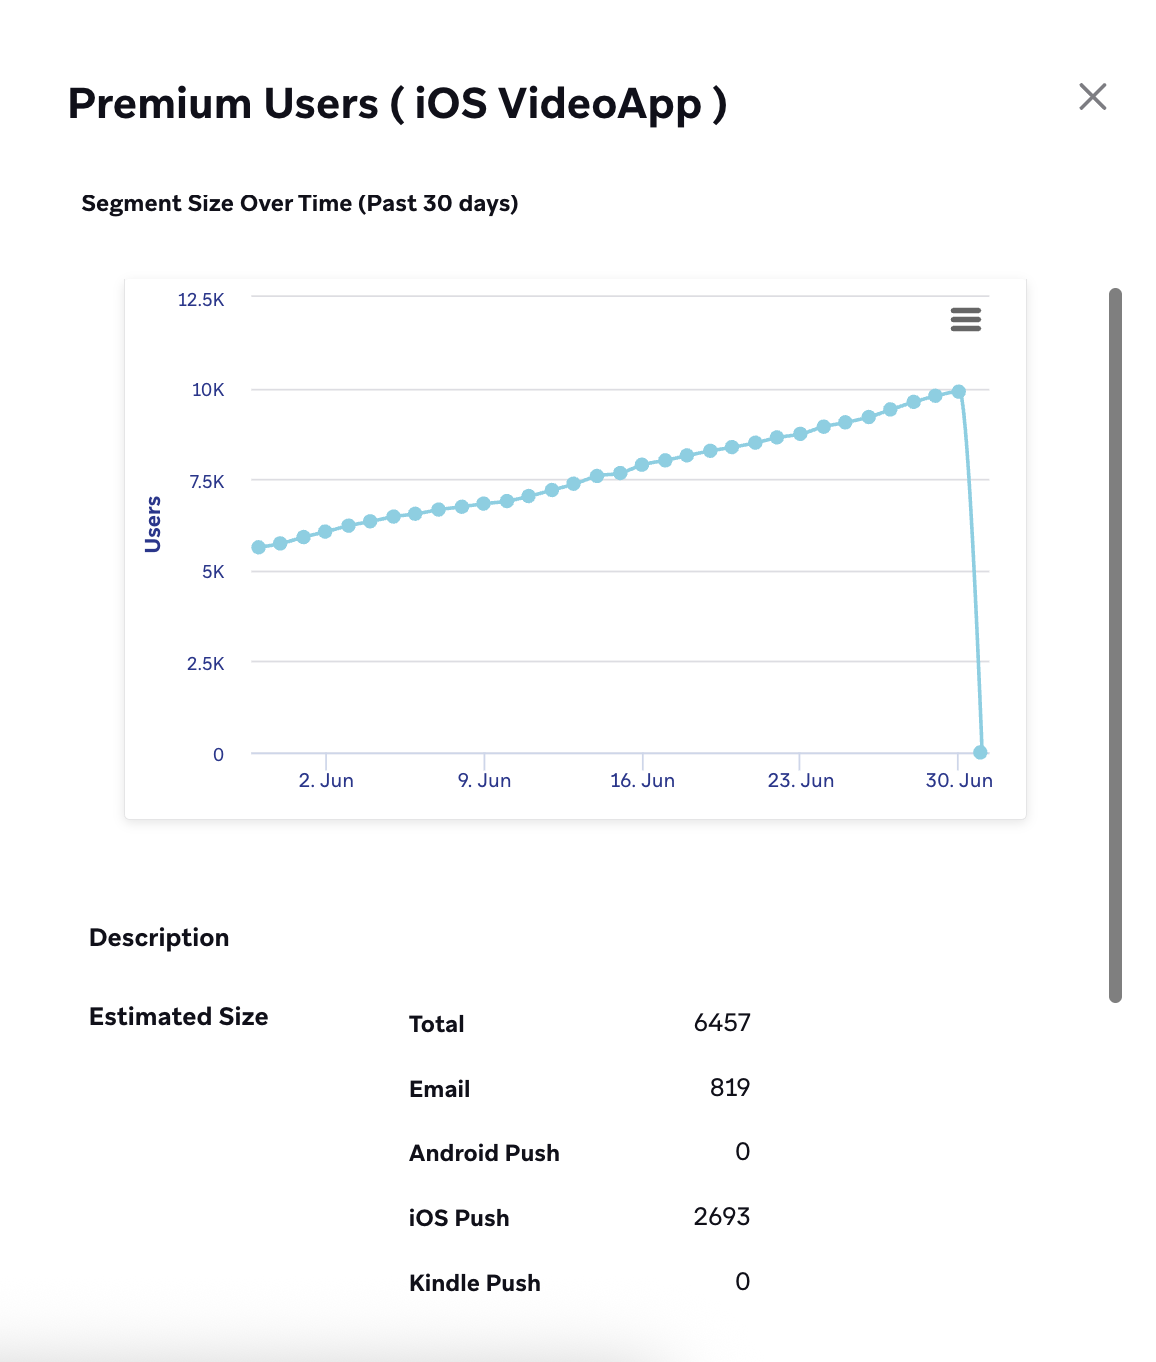 Premium Users ( iOS VideoApp )
Segment Size Over Time (Past 30 days)
12.5K
10K
7.5K
5K
2.5K
0
Users
2. Jun 9. Jun 16. Jun 23. Jun 30. Jun
Description
Estimated Size
Total 6457
Email 819
Android Push 0
iOS Push 2693
Kindle Push 0